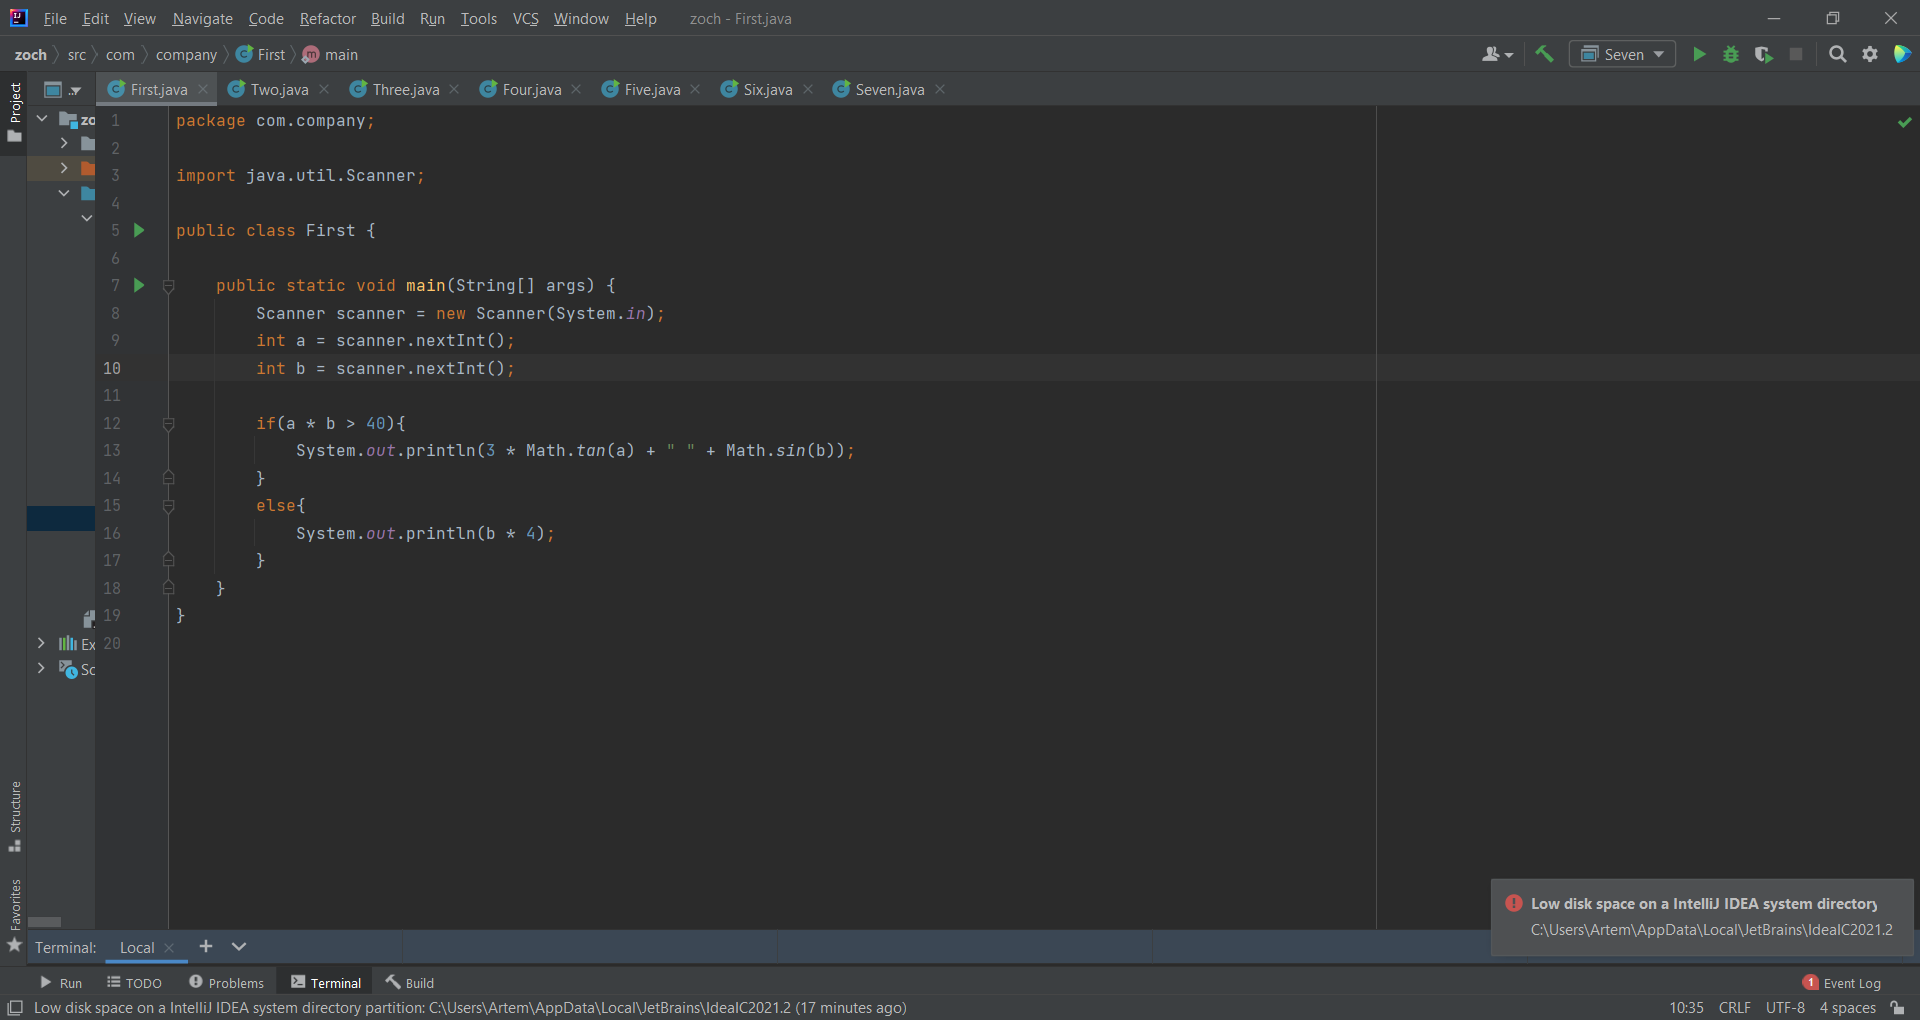 File Edit View Navigate Code Refactor Build Run Tools VCS Window Help zoch - First.java
zoch src com company First main Seven
Project
First.java Two.java Three.java Four.java Five.java Six.java Seven.java
zo
1 package com.company;
2
3 import java.util.Scanner;
4
5 public class First {
6
7 public static void main(String[] args) {
8 Scanner scanner = new Scanner(System.in);
9 int a = scanner.nextInt();
10 int b = scanner.nextInt();
11
12 if(a * b > 40){
13 System.out.println(3 * Math.tan(a) + " " + Math.sin(b));
14 }
15 else{
16 System.out.println(b * 4);
17 }
18 }
19 }
20
Ex
Sc
Structure
Favorites
Low disk space on a IntelliJ IDEA system directory
C:\Users\Artem\AppData\Local\JetBrains\IdeaIC2021.2
Terminal: Local
Run TODO Problems Terminal Build 1 Event Log
Low disk space on a IntelliJ IDEA system directory partition: C:\Users\Artem\AppData\Local\JetBrains\IdeaIC2021.2 (17 minutes ago) 10:35 CRLF UTF-8 4 spaces